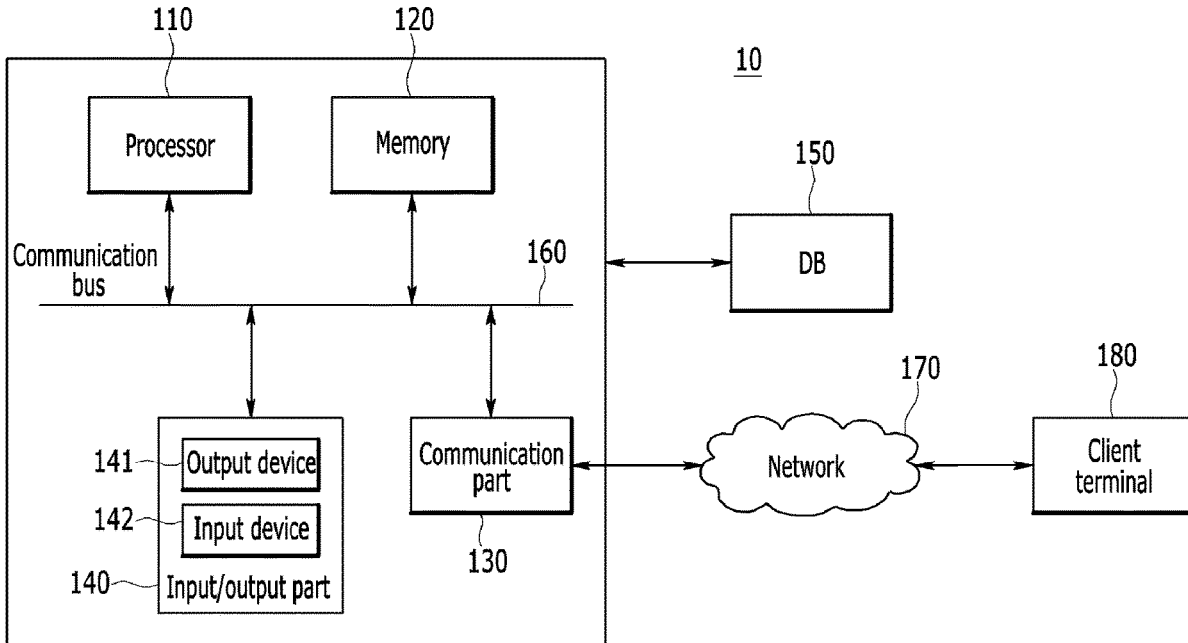 110
120
10
Processor
Memory
150
DB
Communication
bus
160
170
180
141
Output device
142
Input device
140
Input/output part
Communication
part
130
Network
Client
terminal